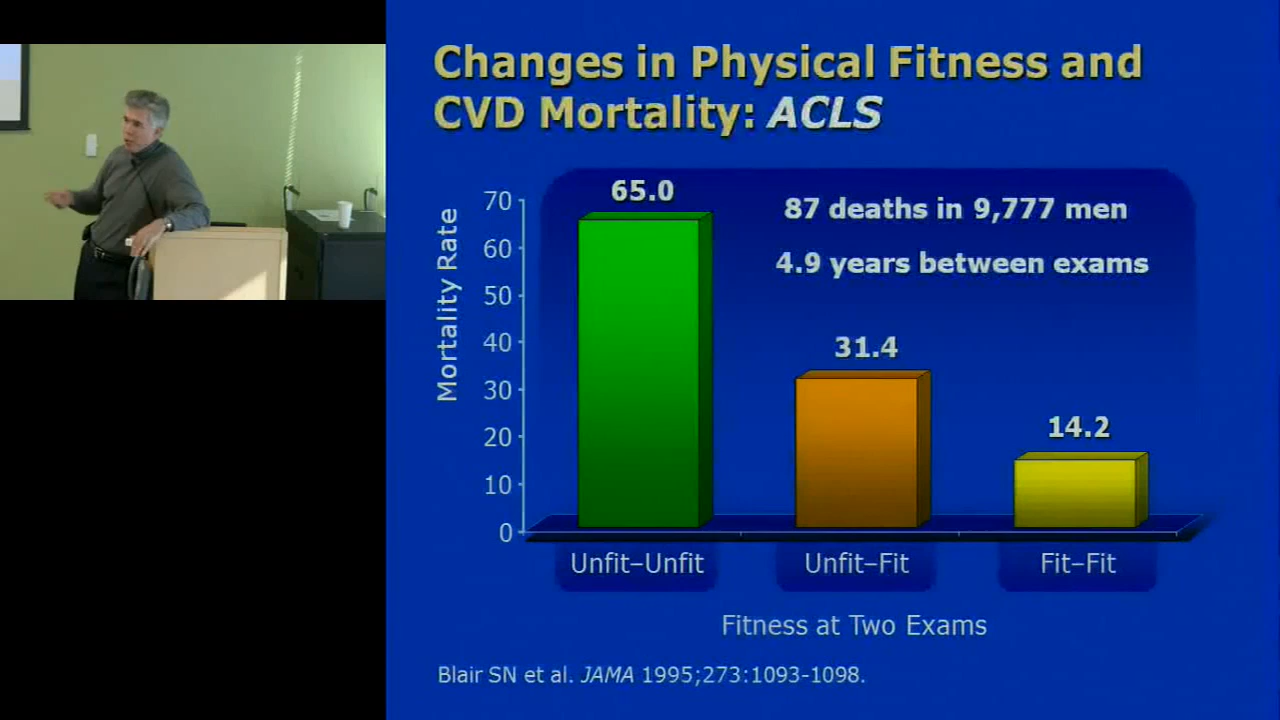 Changes in Physical Fitness and
CVD Mortality: ACLS
Mortality Rate
70
60
50
40
30
20
10
0
65.0
31.4
14.2
87 deaths in 9,777 men
4.9 years between exams
Unfit–Unfit
Unfit–Fit
Fit–Fit
Fitness at Two Exams
Blair SN et al. JAMA 1995;273:1093-1098.